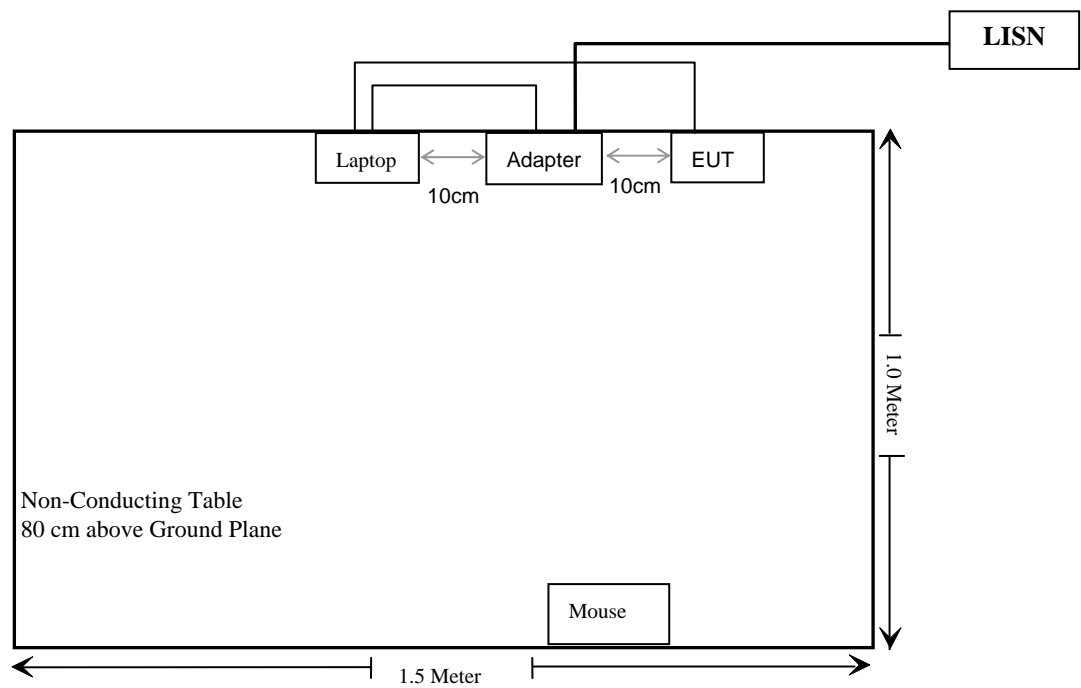 LISN
Laptop
Adapter
EUT
10cm
10cm
1.0 Meter
Non-Conducting Table
80 cm above Ground Plane
Mouse
1.5 Meter